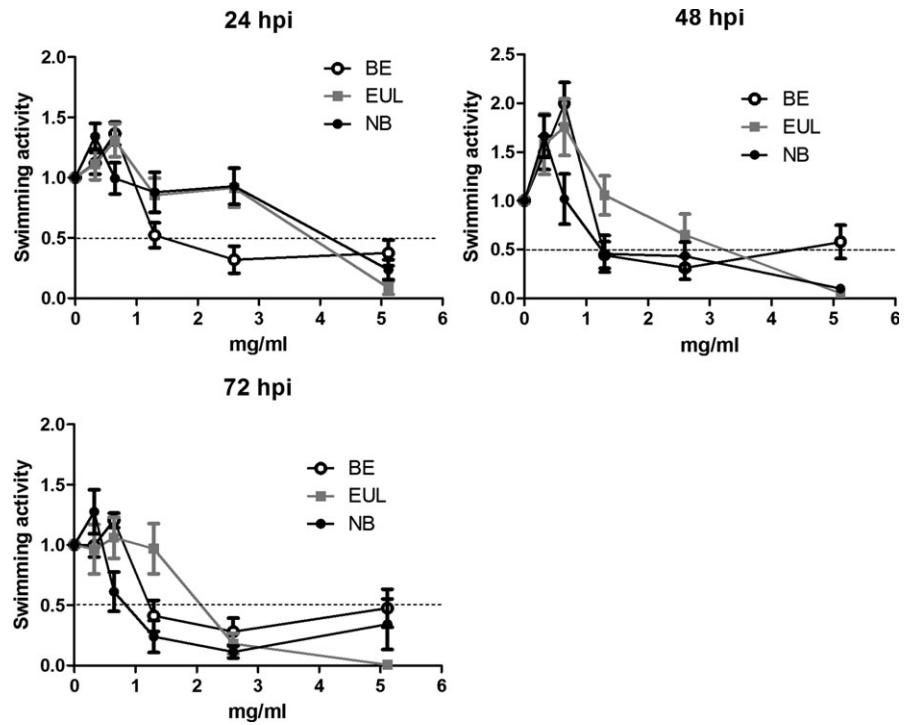 24 hpi
Swimming activity
2.0
1.5
1.0
0.5
0.0
BE
EUL
NB
0 1 2 3 4 5 6
mg/ml
48 hpi
Swimming activity
2.5
2.0
1.5
1.0
0.5
0.0
BE
EUL
NB
0 1 2 3 4 5 6
mg/ml
72 hpi
Swimming activity
2.0
1.5
1.0
0.5
0.0
BE
EUL
NB
0 1 2 3 4 5 6
mg/ml